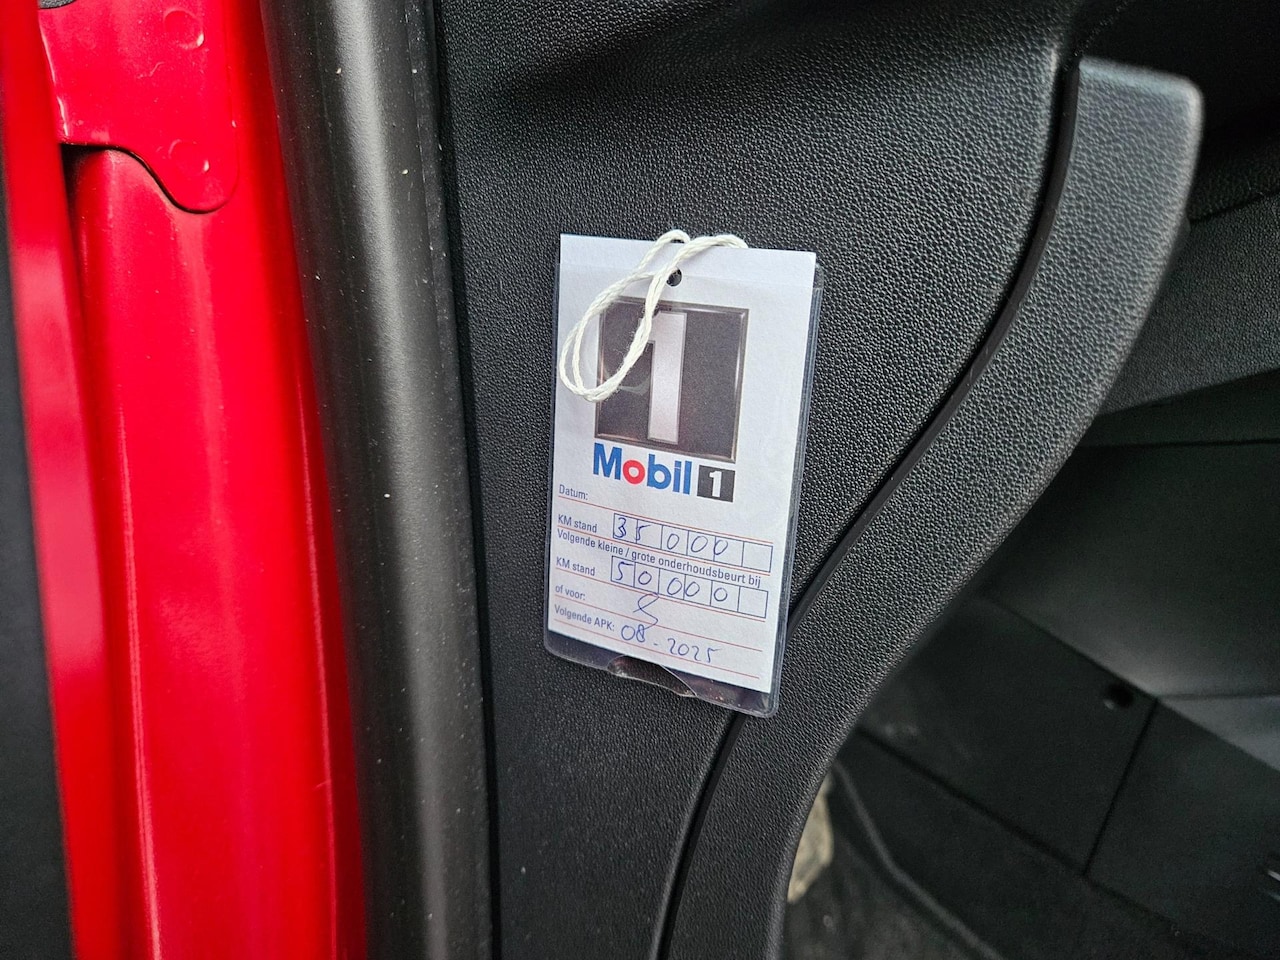 1
Mobil 1
Datum:
KM stand 35000
Volgende kleine / grote onderhoudsbeurt bij
KM stand 50000
of voor:
Volgende APK: 08-2025